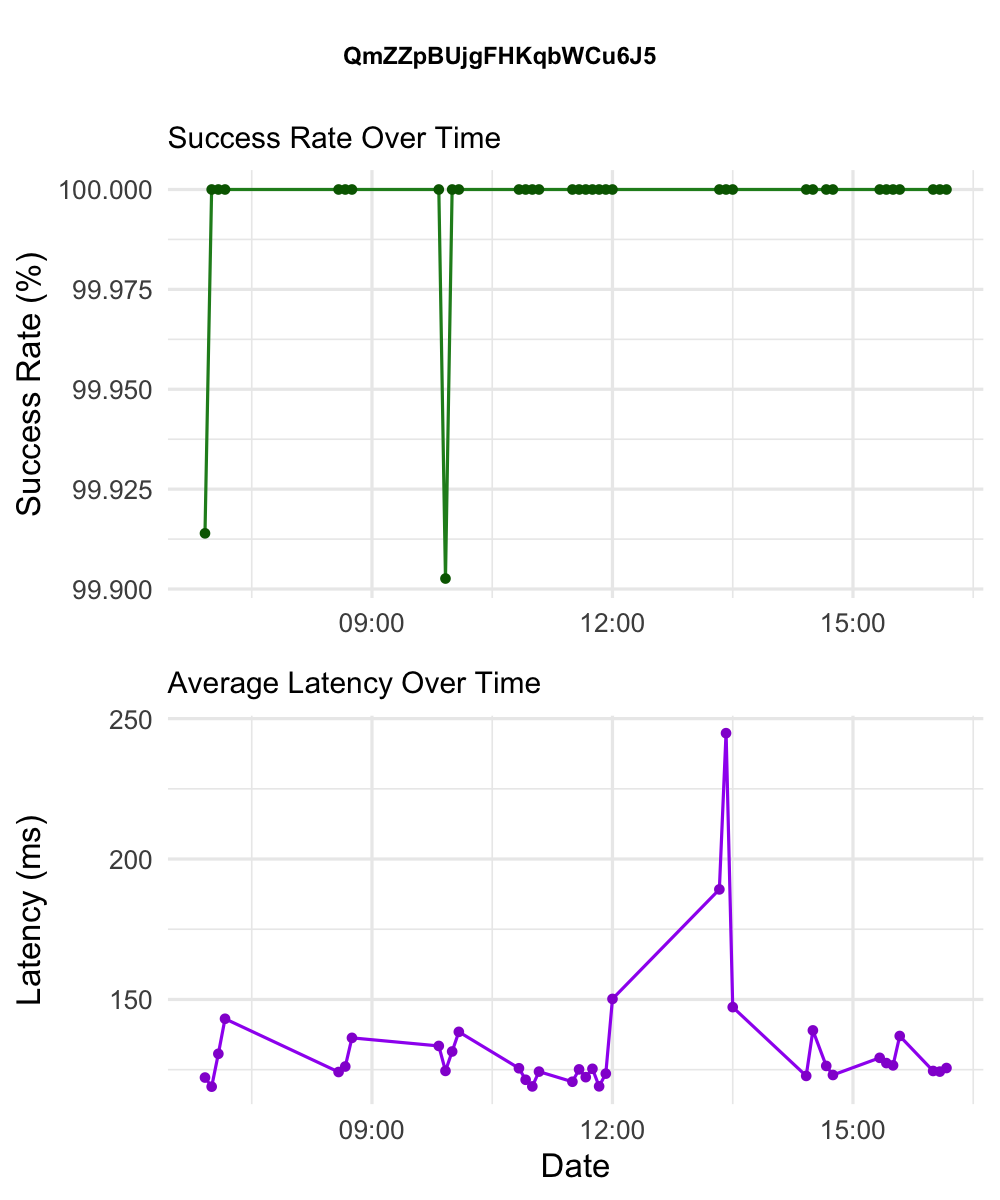 QmZZpBUjgFHKqbWCu6J5
Success Rate Over Time
Success Rate (%)
100.000
99.975
99.950
99.925
99.900
09:00 12:00 15:00
Average Latency Over Time
Latency (ms)
250
200
150
09:00 12:00 15:00
Date